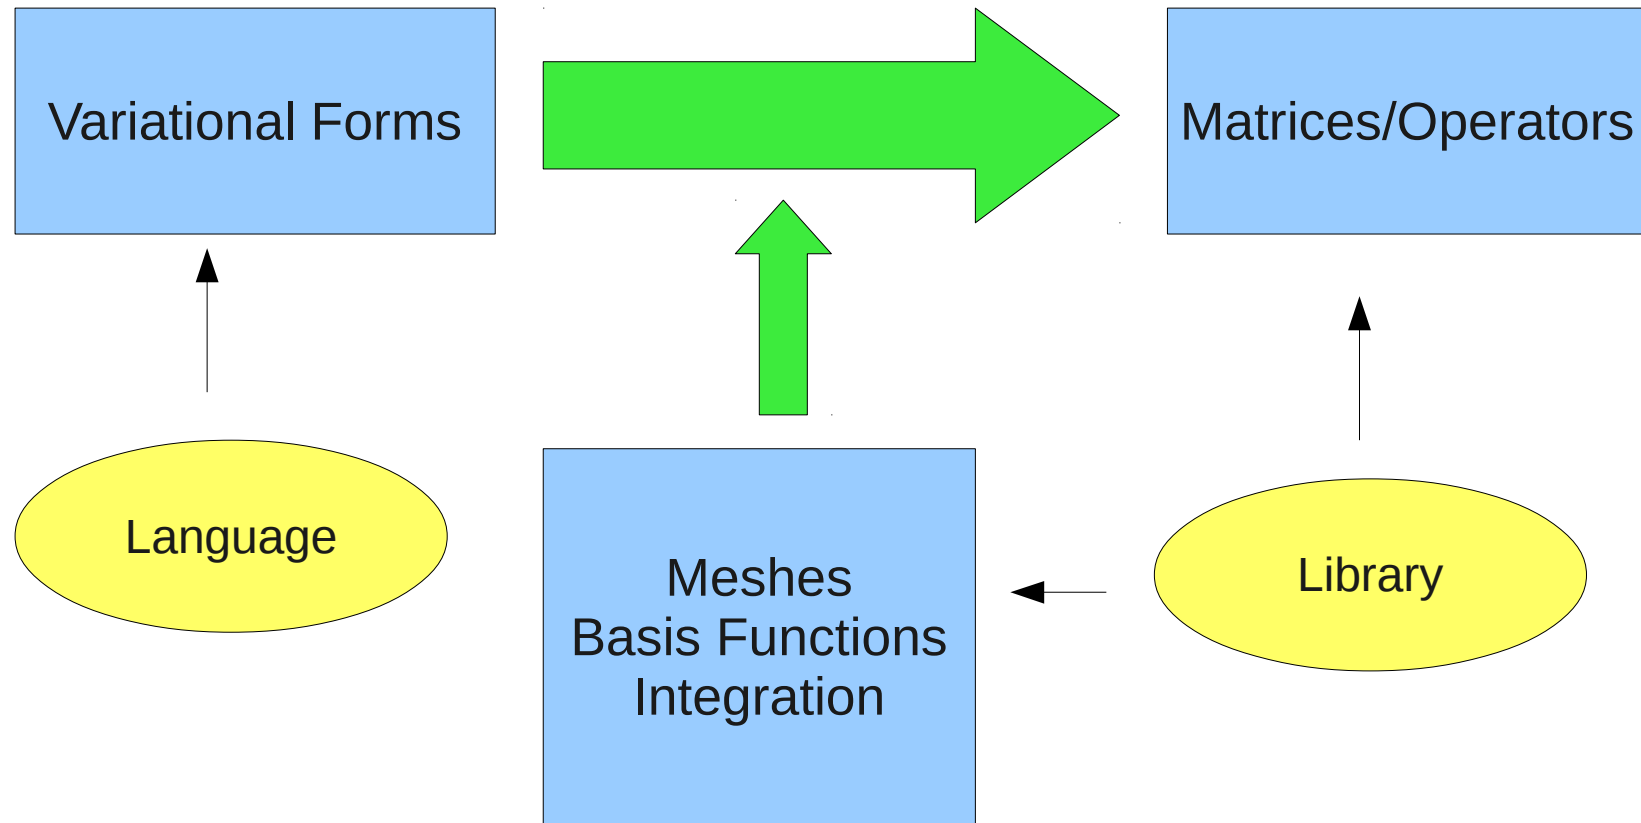 Variational Forms
Matrices/Operators
Language
Meshes
Basis Functions
Integration
Library